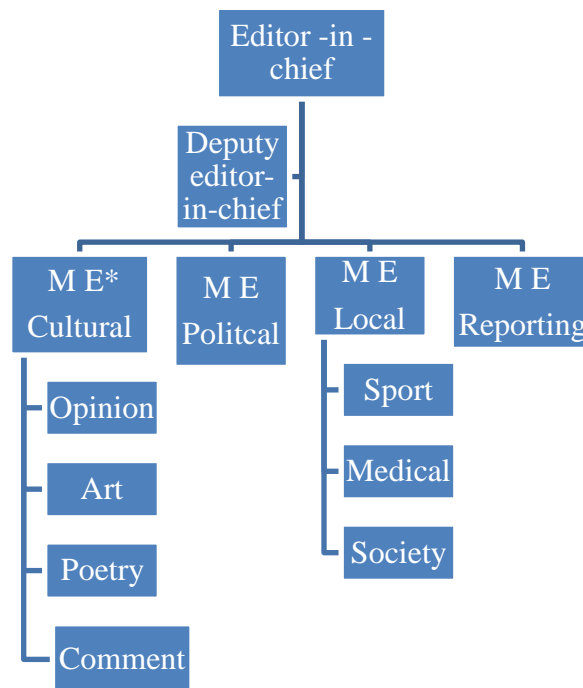 Editor -in -
chief
Deputy
editor-
in-chief
M E*
Cultural
M E
Politcal
M E
Local
M E
Reporting
Opinion
Art
Poetry
Comment
Sport
Medical
Society